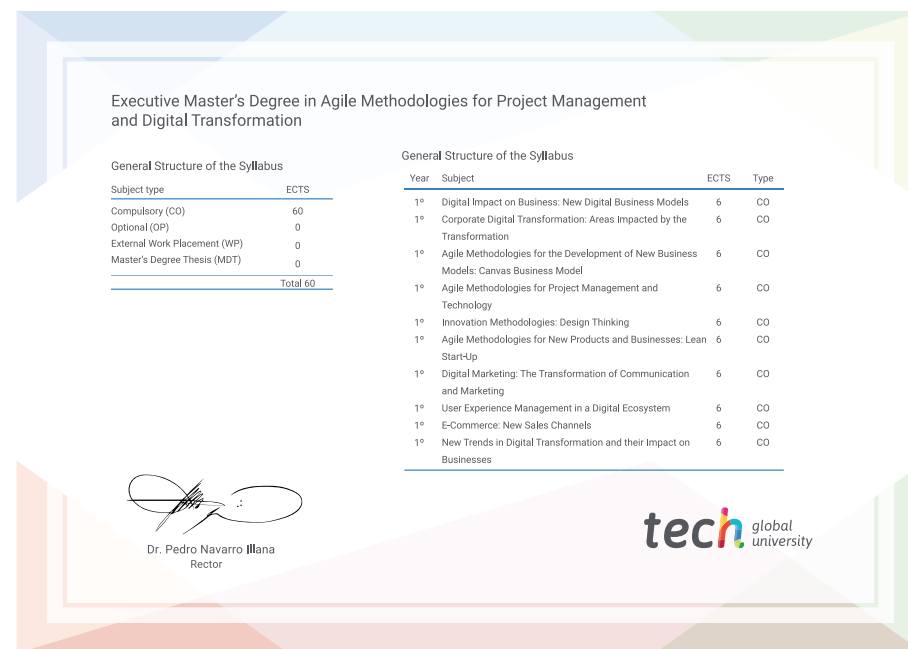 Executive Master's Degree in Agile Methodologies for Project Management
and Digital Transformation
General Structure of the Syllabus
Subject type ECTS
Compulsory (CO) 60
Optional (OP) 0
External Work Placement (WP) 0
Master's Degree Thesis (MDT) 0
Total 60
General Structure of the Syllabus
Year Subject ECTS Type
1º Digital Impact on Business: New Digital Business Models 6 CO
1º Corporate Digital Transformation: Areas Impacted by the 6 CO
Transformation
1º Agile Methodologies for the Development of New Business 6 CO
Models: Canvas Business Model
1º Agile Methodologies for Project Management and 6 CO
Technology
1º Innovation Methodologies: Design Thinking 6 CO
1º Agile Methodologies for New Products and Businesses: Lean 6 CO
Start-Up
1º Digital Marketing: The Transformation of Communication 6 CO
and Marketing
1º User Experience Management in a Digital Ecosystem 6 CO
1º E-Commerce: New Sales Channels 6 CO
1º New Trends in Digital Transformation and their Impact on 6 CO
Businesses
Dr. Pedro Navarro Illana
Rector
tech global
university